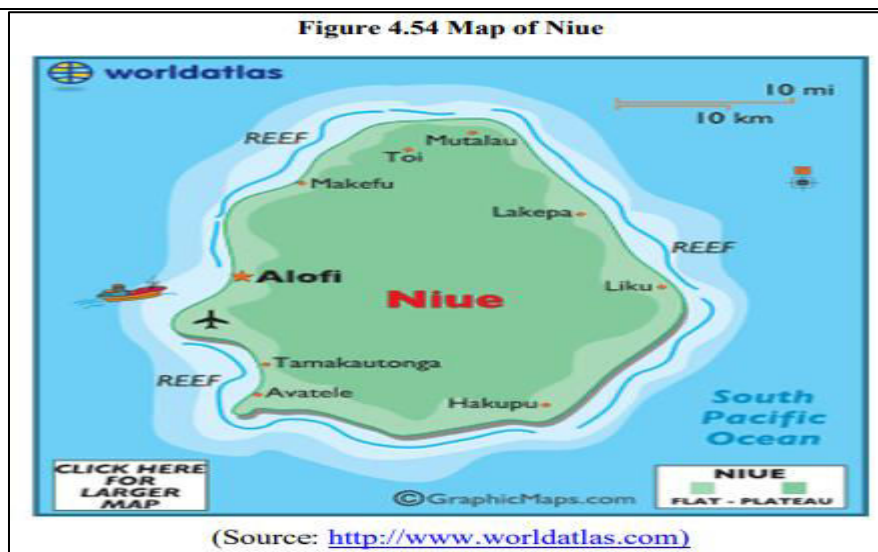 Figure 4.54 Map of Niue
worldatlas
10 mi
10 km
REEF
Mutalau
Toi
Makefu
Lakepa
REEF
Alofi
Niue
Liku
Tamakautonga
REEF
Avatele
Hakupu
South
Pacific
Ocean
CLICK HERE
FOR
LARGER
MAP
©GraphicMaps.com
NIUE
FLAT - PLATEAU
(Source: http://www.worldatlas.com)